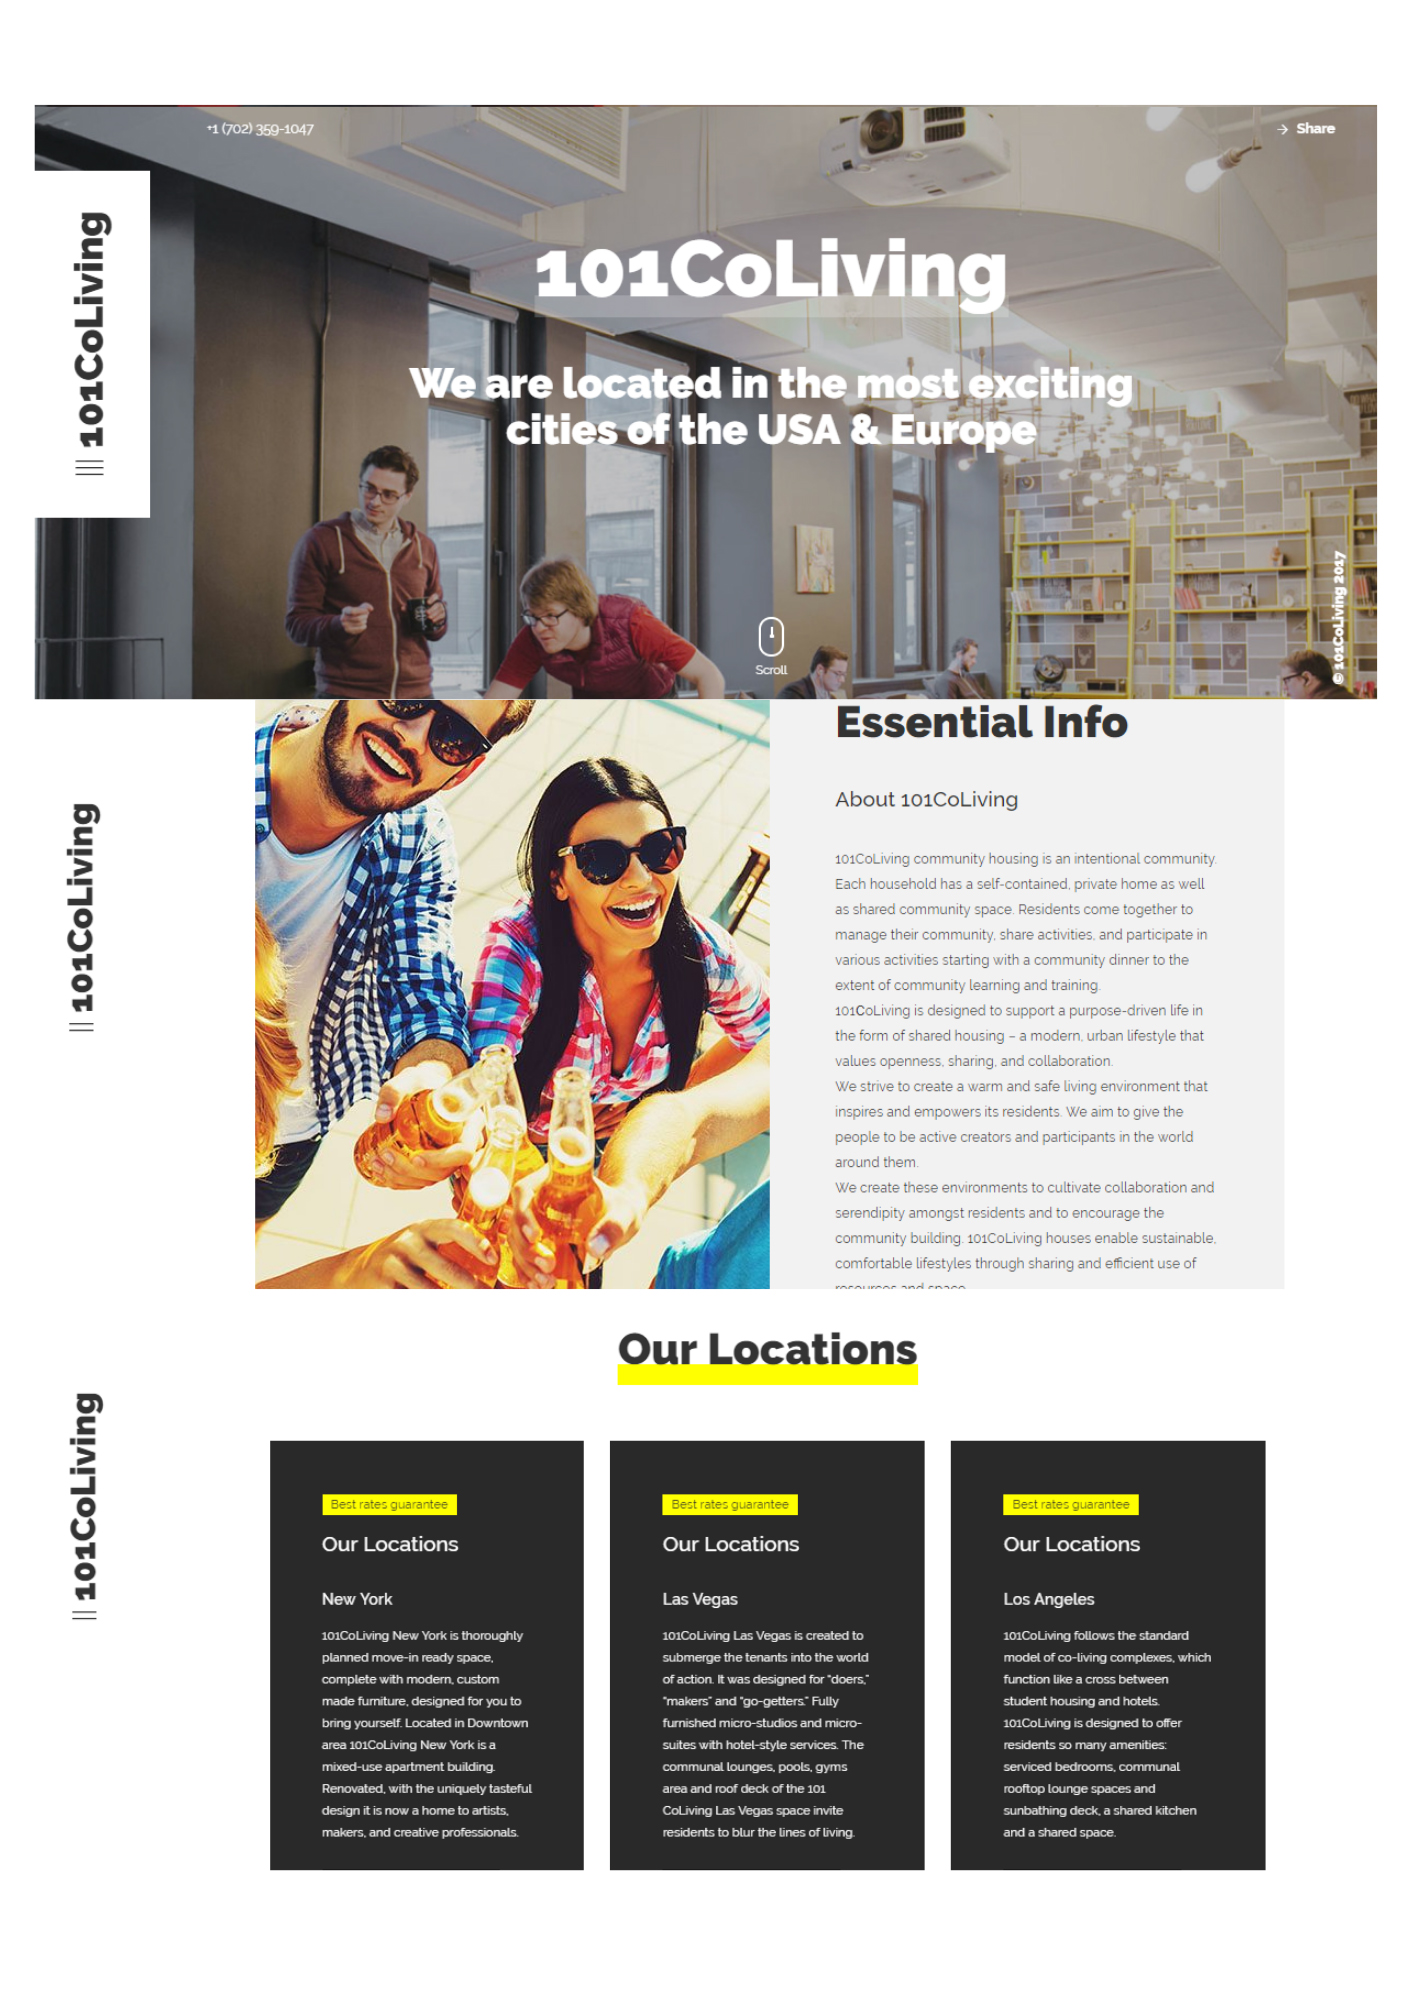 +1 (702) 359-1047
Share
101CoLiving
101CoLiving
We are located in the most exciting
cities of the USA & Europe
Scroll
© 101CoLiving 2017
101CoLiving
Essential Info
About 101CoLiving
101CoLiving community housing is an intentional community.
Each household has a self-contained, private home as well
as shared community space. Residents come together to
manage their community, share activities, and participate in
various activities starting with a community dinner to the
extent of community learning and training.
101CoLiving is designed to support a purpose-driven life in
the form of shared housing – a modern, urban lifestyle that
values openness, sharing, and collaboration.
We strive to create a warm and safe living environment that
inspires and empowers its residents. We aim to give the
people to be active creators and participants in the world
around them.
We create these environments to cultivate collaboration and
serendipity amongst residents and to encourage the
community building. 101CoLiving houses enable sustainable,
comfortable lifestyles through sharing and efficient use of
resources and space
101CoLiving
Our Locations
Best rates guarantee
Our Locations
New York
101CoLiving New York is thoroughly
planned move-in ready space,
complete with modern, custom
made furniture, designed for you to
bring yourself. Located in Downtown
area 101CoLiving New York is a
mixed-use apartment building.
Renovated, with the uniquely tasteful
design it is now a home to artists,
makers, and creative professionals.
Best rates guarantee
Our Locations
Las Vegas
101CoLiving Las Vegas is created to
submerge the tenants into the world
of action. It was designed for “doers,”
“makers” and “go-getters.” Fully
furnished micro-studios and micro-
suites with hotel-style services. The
communal lounges, pools, gyms
area and roof deck of the 101
CoLiving Las Vegas space invite
residents to blur the lines of living.
Best rates guarantee
Our Locations
Los Angeles
101CoLiving follows the standard
model of co-living complexes, which
function like a cross between
student housing and hotels.
101CoLiving is designed to offer
residents so many amenities:
serviced bedrooms, communal
rooftop lounge spaces and
sunbathing deck, a shared kitchen
and a shared space.